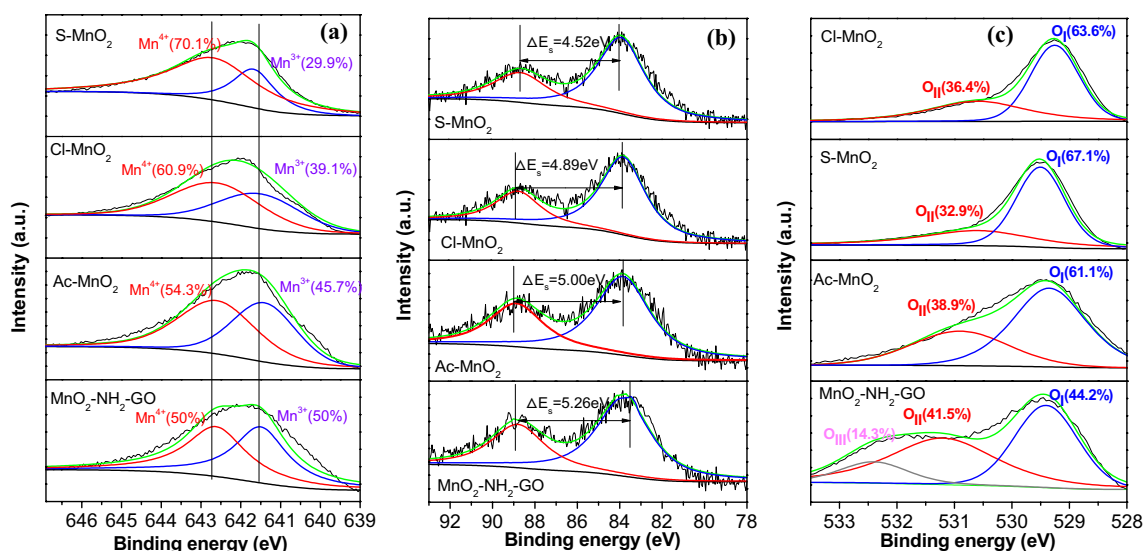 (a)
S-MnO2
Mn4+(70.1%)
Mn3+(29.9%)
Cl-MnO2
Mn4+(60.9%)
Mn3+(39.1%)
Ac-MnO2
Mn4+(54.3%)
Mn3+(45.7%)
MnO2-NH2-GO
Mn4+(50%)
Mn3+(50%)
Intensity (a.u.)
646 645 644 643 642 641 640 639
Binding energy (eV)
(b)
ΔEs=4.52eV
S-MnO2
ΔEs=4.89eV
Cl-MnO2
ΔEs=5.00eV
Ac-MnO2
ΔEs=5.26e
MnO2-NH2-GO
Intensity (a.u.)
92 90 88 86 84 82 80 78
Binding energy (eV)
(c)
Cl-MnO2
OI(63.6%)
OII(36.4%)
S-MnO2
OI(67.1%)
OII(32.9%)
Ac-MnO2
OI(61.1%)
OII(38.9%)
MnO2-NH2-GO
OI(44.2%)
OII(41.5%)
OIII(14.3%)
Intensity (a.u.)
533 532 531 530 529 528
Binding energy (eV)